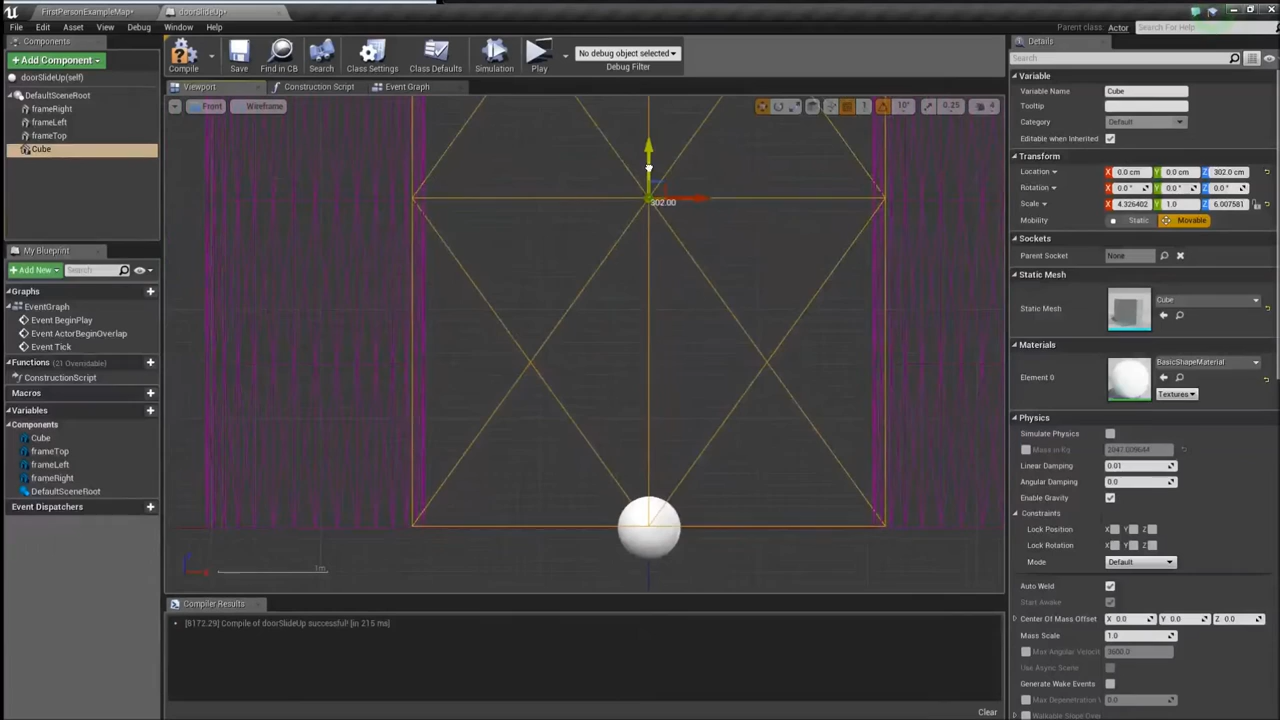 FirstPersonExampleMap*
doorSlideUp*
File Edit Asset View Debug Window Help
Parent class: Actor
Search For Help
Components
+ Add Component
doorSlideUp(self)
DefaultSceneRoot
frameRight
frameLeft
frameTop
Cube
Compile
Save
Find in CB
Search
Class Settings
Class Defaults
Simulation
Play
No debug object selected
Debug Filter
Viewport
Construction Script
Event Graph
Front
Wireframe
1
10°
0.25
4
302.00
1m
My Blueprint
+ Add New
Search
Graphs
EventGraph
Event BeginPlay
Event ActorBeginOverlap
Event Tick
Functions (21 Overridable)
ConstructionScript
Macros
Variables
Components
Cube
frameTop
frameLeft
frameRight
DefaultSceneRoot
Event Dispatchers
Compiler Results
[8172.29] Compile of doorSlideUp successful! [in 215 ms]
Clear
Details
Search
Variable
Variable Name Cube
Tooltip
Category Default
Editable when Inherited
Transform
Location X 0.0 cm Y 0.0 cm Z 302.0 cm
Rotation X 0.0 ° Y 0.0 ° Z 0.0 °
Scale X 4.326402 Y 1.0 Z 6.007581
Mobility Static Movable
Sockets
Parent Socket None
Static Mesh
Static Mesh Cube
Materials
Element 0 BasicShapeMaterial
Textures
Physics
Simulate Physics
Mass in Kg 2047.009644
Linear Damping 0.01
Angular Damping 0.0
Enable Gravity
Constraints
Lock Position X Y Z
Lock Rotation X Y Z
Mode Default
Auto Weld
Start Awake
Center Of Mass Offset X 0.0 Y 0.0 Z 0.0
Mass Scale 1.0
Max Angular Velocit 3600.0
Use Async Scene
Generate Wake Events
Max Depenetration V 0.0
Walkable Slope Over